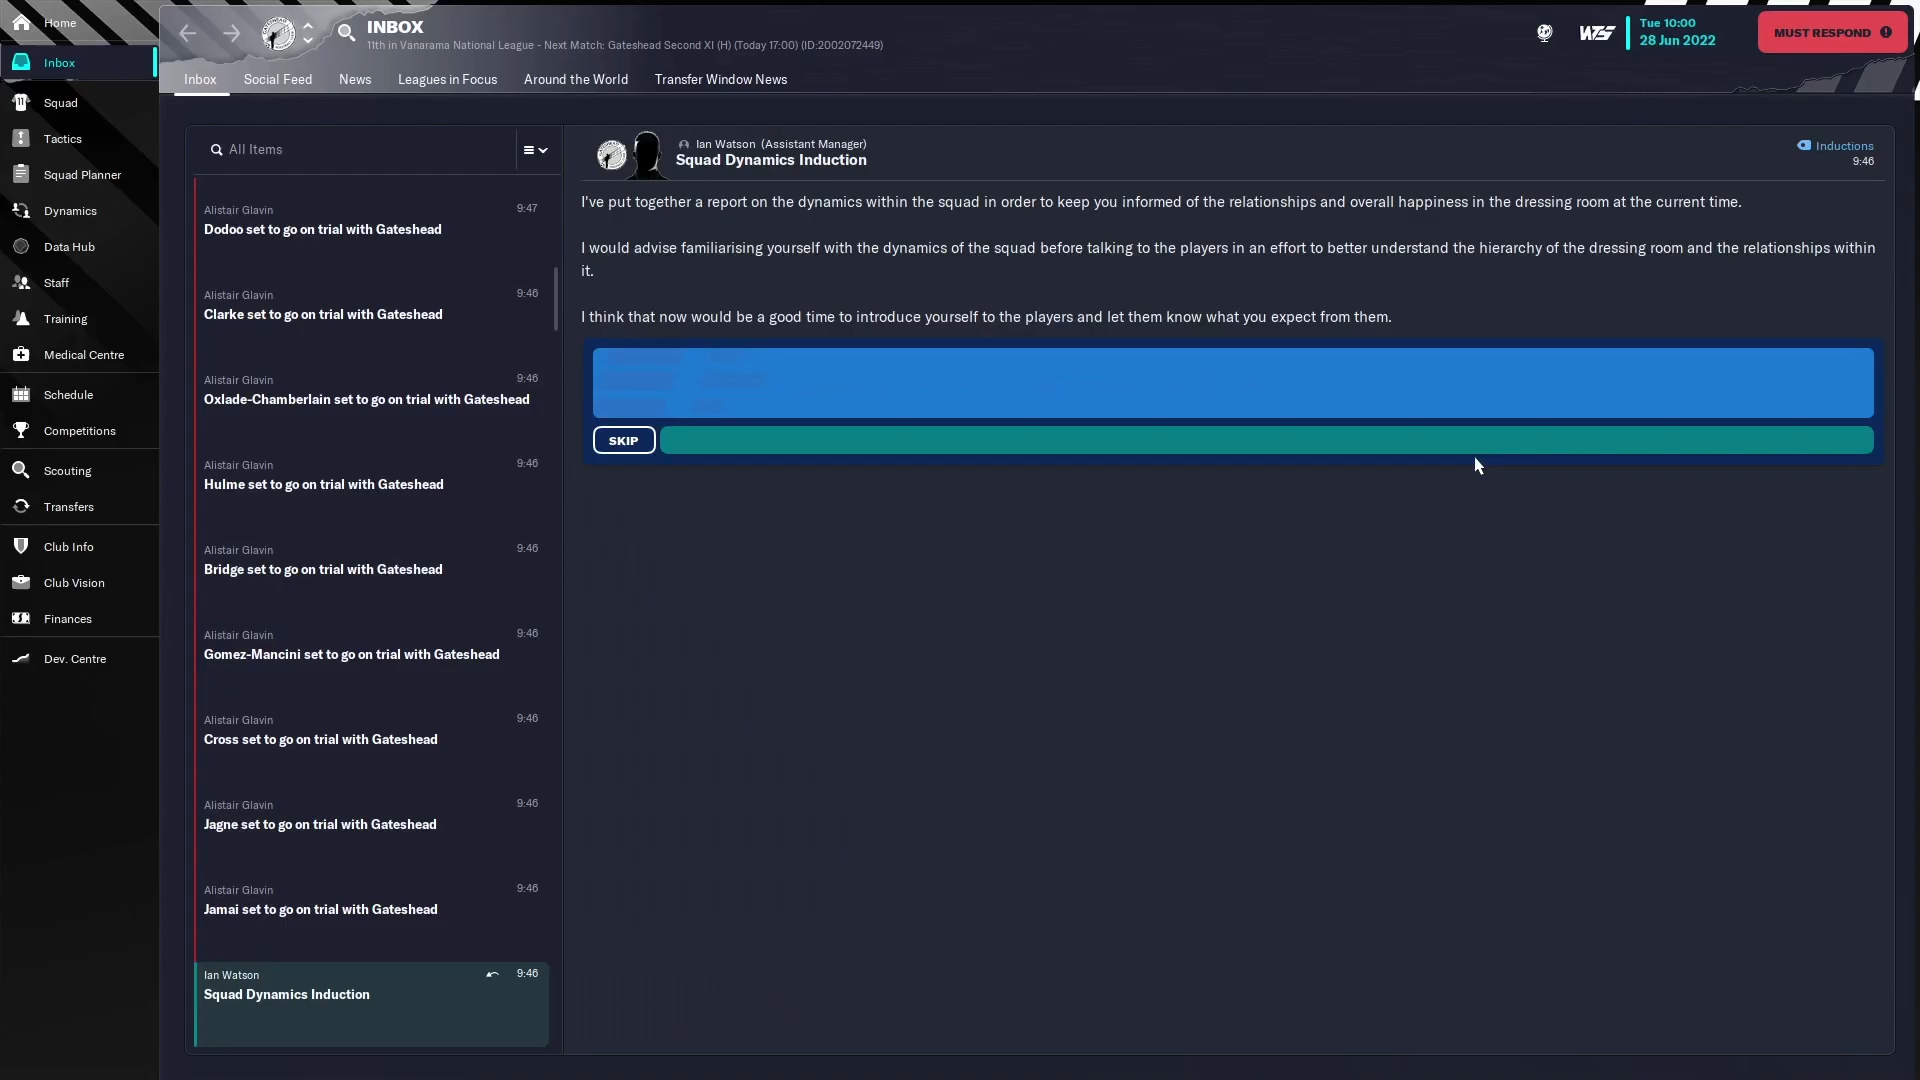 Home
INBOX
11th in Vanarama National League - Next Match: Gateshead Second XI (H) (Today 17:00) (ID:2002072449)
Tue 10:00
28 Jun 2022
MUST RESPOND
Inbox
Squad
Tactics
Squad Planner
Dynamics
Data Hub
Staff
Training
Medical Centre
Schedule
Competitions
Scouting
Transfers
Club Info
Club Vision
Finances
Dev. Centre
Inbox
Social Feed
News
Leagues in Focus
Around the World
Transfer Window News
All Items
Alistair Glavin 9:47
Dodoo set to go on trial with Gateshead
Alistair Glavin 9:46
Clarke set to go on trial with Gateshead
Alistair Glavin 9:46
Oxlade-Chamberlain set to go on trial with Gateshead
Alistair Glavin 9:46
Hulme set to go on trial with Gateshead
Alistair Glavin 9:46
Bridge set to go on trial with Gateshead
Alistair Glavin 9:46
Gomez-Mancini set to go on trial with Gateshead
Alistair Glavin 9:46
Cross set to go on trial with Gateshead
Alistair Glavin 9:46
Jagne set to go on trial with Gateshead
Alistair Glavin 9:46
Jamai set to go on trial with Gateshead
Ian Watson 9:46
Squad Dynamics Induction
Ian Watson (Assistant Manager)
Squad Dynamics Induction
Inductions
9:46
I've put together a report on the dynamics within the squad in order to keep you informed of the relationships and overall happiness in the dressing room at the current time.
I would advise familiarising yourself with the dynamics of the squad before talking to the players in an effort to better understand the hierarchy of the dressing room and the relationships within
it.
I think that now would be a good time to introduce yourself to the players and let them know what you expect from them.
SKIP